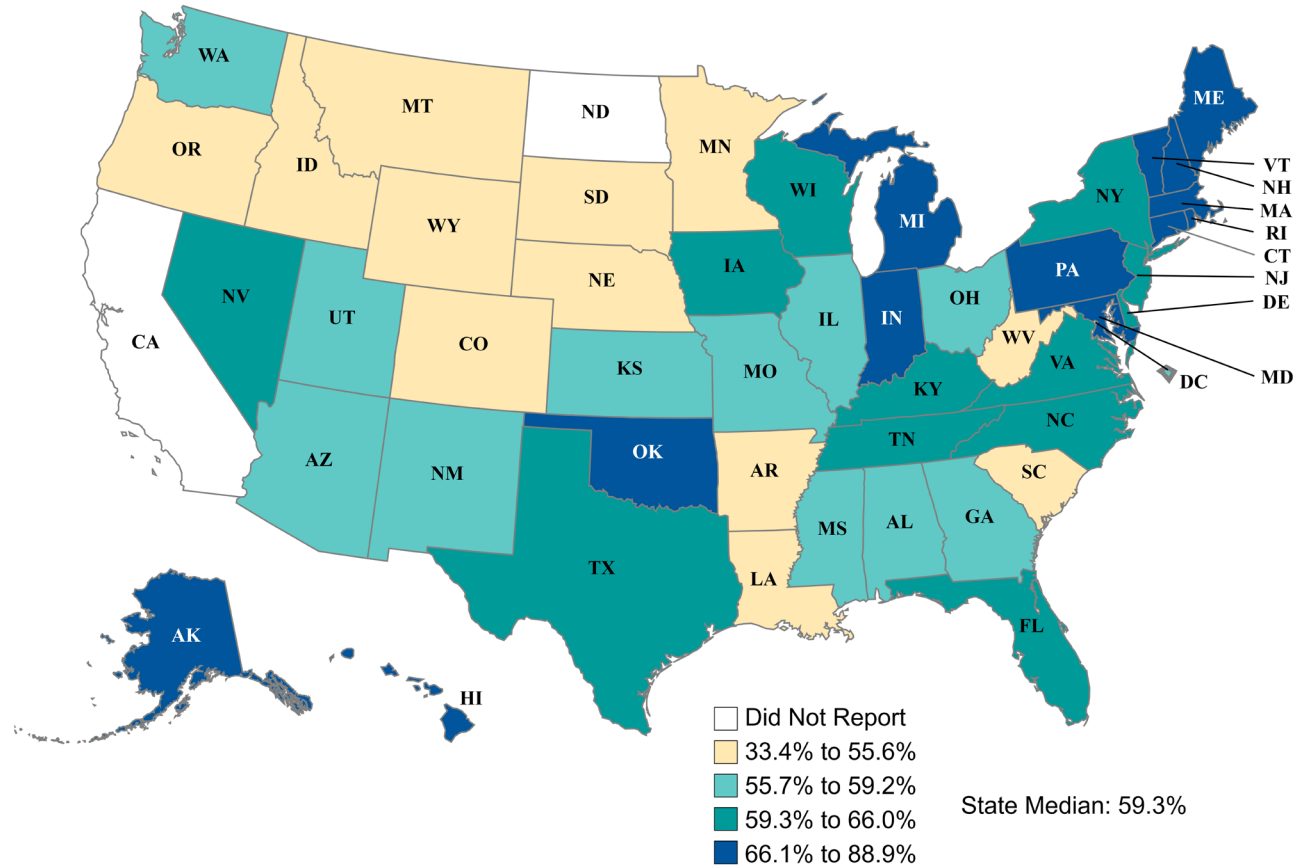 WA
MT
ND
MN
ME
OR
ID
SD
WI
VT
NH
WY
NY
MA
MI
RI
CT
IA
PA
NJ
NE
NV
OH
DE
UT
IL
IN
CA
CO
WV
VA
KS
MO
DC
MD
KY
NC
TN
AZ
NM
OK
AR
SC
MS
AL
GA
TX
LA
FL
AK
HI
Did Not Report
33.4% to 55.6%
55.7% to 59.2%
59.3% to 66.0%
66.1% to 88.9%
State Median: 59.3%